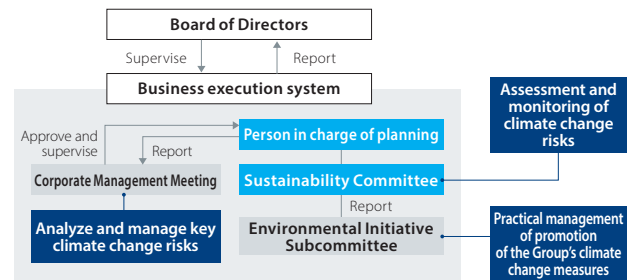 Board of Directors
Supervise
Report
Business execution system
Assessment and
monitoring of
climate change
risks
Approve and
supervise
Report
Person in charge of planning
Corporate Management Meeting
Sustainability Committee
Report
Analyze and manage key
climate change risks
Environmental Initiative
Subcommittee
Practical management
of promotion
of the Group's climate
change measures